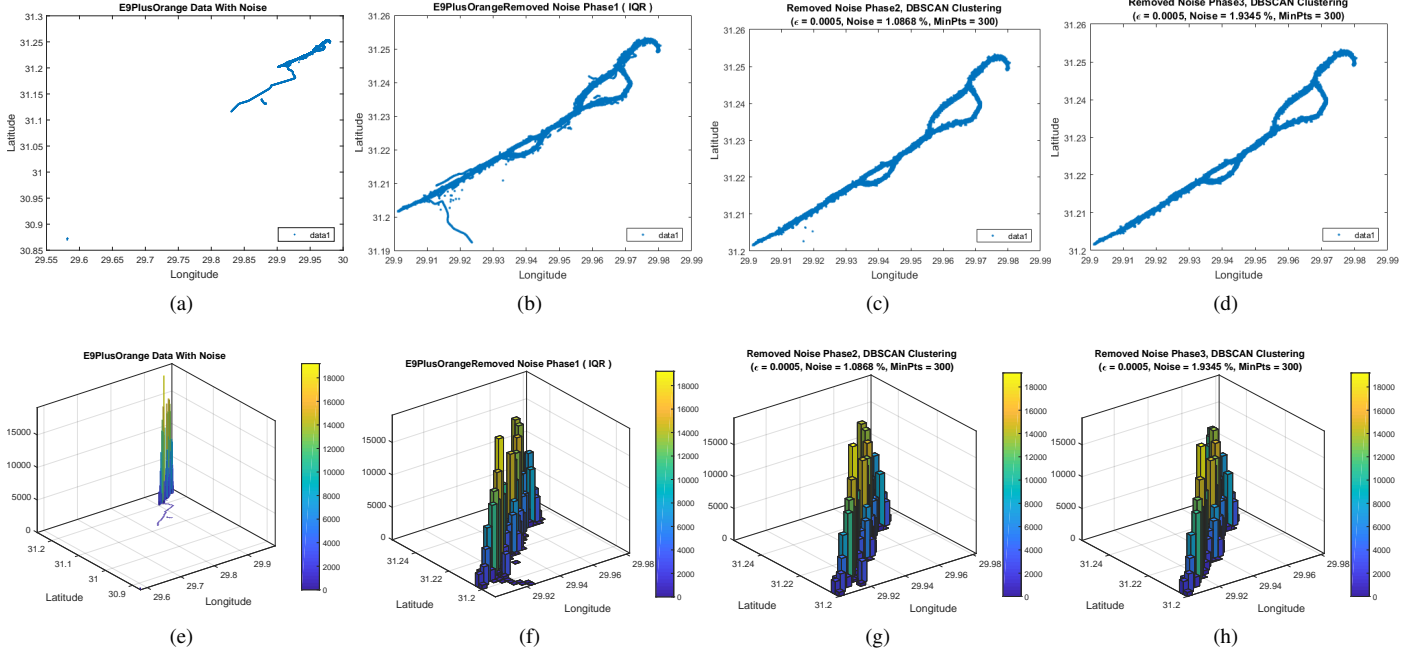 E9PlusOrange Data With Noise
31.3
31.25
31.2
31.15
31.1
31.05
31
30.95
30.9
30.85
29.55 29.6 29.65 29.7 29.75 29.8 29.85 29.9 29.95 30
Latitude
Longitude
data1
(a)
E9PlusOrangeRemoved Noise Phase1 ( IQR )
31.26
31.25
31.24
31.23
31.22
31.21
31.2
31.19
29.9 29.91 29.92 29.93 29.94 29.95 29.96 29.97 29.98 29.99
Latitude
Longitude
data1
(b)
Removed Noise Phase2, DBSCAN Clustering
(ϵ = 0.0005, Noise = 1.0868 %, MinPts = 300)
31.26
31.25
31.24
31.23
31.22
31.21
31.2
29.9 29.91 29.92 29.93 29.94 29.95 29.96 29.97 29.98 29.99
Latitude
Longitude
data1
(c)
Removed Noise Phase3, DBSCAN Clustering
(ϵ = 0.0005, Noise = 1.9345 %, MinPts = 300)
31.26
31.25
31.24
31.23
31.22
31.21
31.2
29.9 29.91 29.92 29.93 29.94 29.95 29.96 29.97 29.98 29.99
Latitude
Longitude
data1
(d)
E9PlusOrange Data With Noise
15000
10000
5000
0
31.2
31.1
31
30.9
29.6
29.7
29.8
29.9
Latitude
Longitude
18000
16000
14000
12000
10000
8000
6000
4000
2000
0
(e)
E9PlusOrangeRemoved Noise Phase1 ( IQR )
15000
10000
5000
0
31.24
31.22
31.2
29.92
29.94
29.96
29.98
Latitude
Longitude
18000
16000
14000
12000
10000
8000
6000
4000
2000
0
(f)
Removed Noise Phase2, DBSCAN Clustering
(ϵ = 0.0005, Noise = 1.0868 %, MinPts = 300)
15000
10000
5000
0
31.24
31.22
31.2
29.92
29.94
29.96
29.98
Latitude
Longitude
18000
16000
14000
12000
10000
8000
6000
4000
2000
0
(g)
Removed Noise Phase3, DBSCAN Clustering
(ϵ = 0.0005, Noise = 1.9345 %, MinPts = 300)
15000
10000
5000
0
31.24
31.22
31.2
29.92
29.94
29.96
29.98
Latitude
Longitude
18000
16000
14000
12000
10000
8000
6000
4000
2000
0
(h)